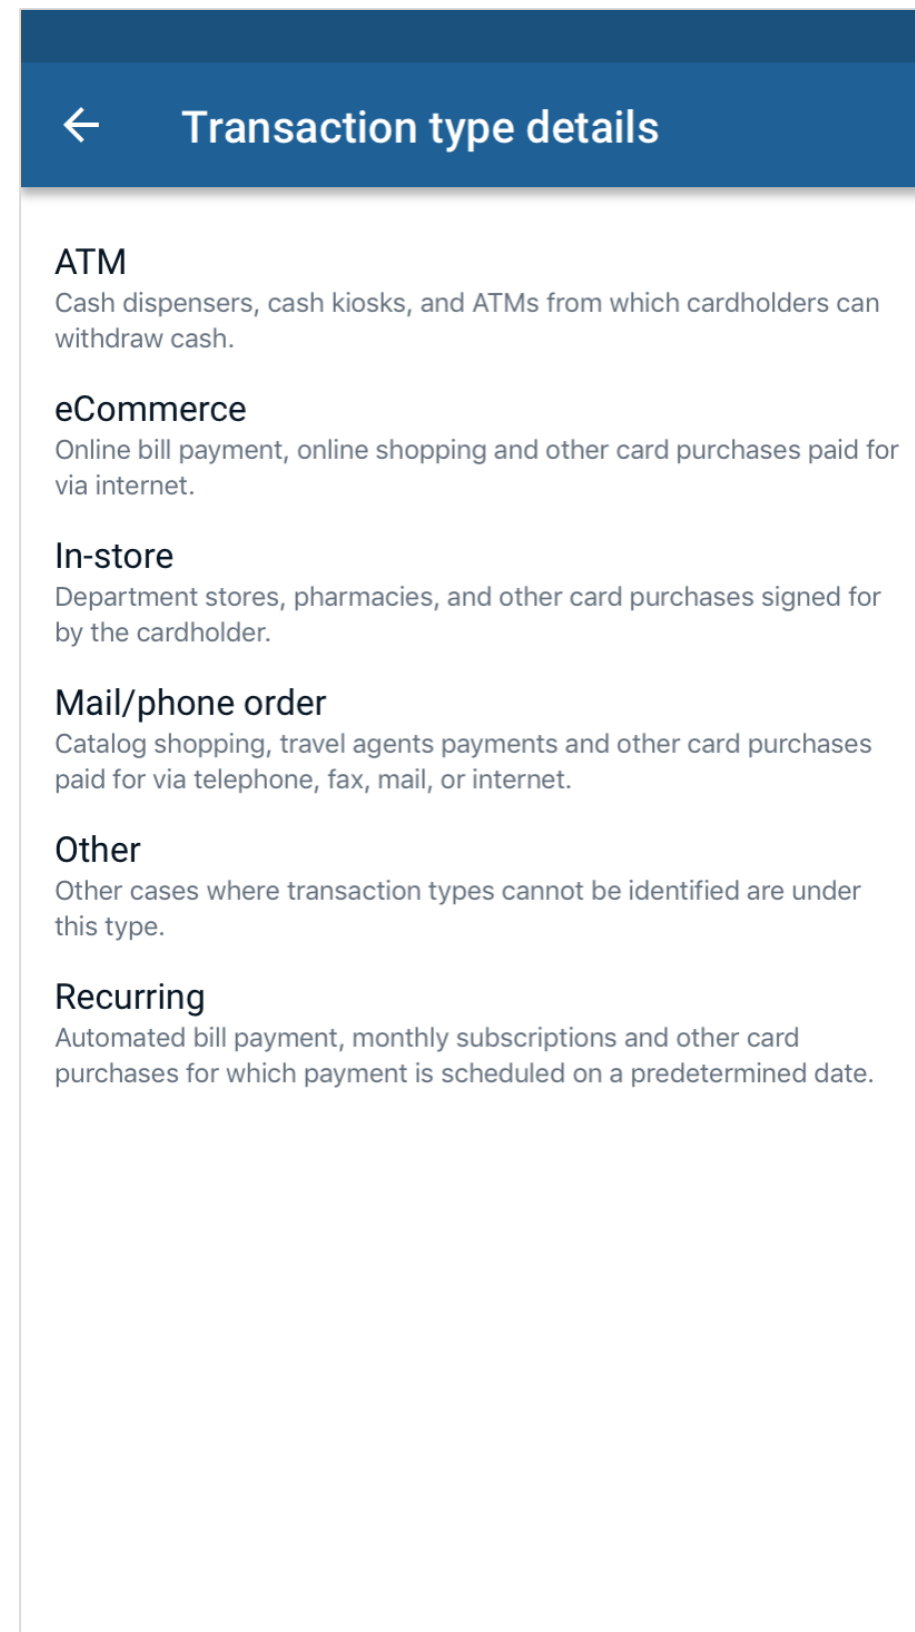 Transaction type details
ATM
Cash dispensers, cash kiosks, and ATMs from which cardholders can
withdraw cash.
eCommerce
Online bill payment, online shopping and other card purchases paid for
via internet.
In-store
Department stores, pharmacies, and other card purchases signed for
by the cardholder.
Mail/phone order
Catalog shopping, travel agents payments and other card purchases
paid for via telephone, fax, mail, or internet.
Other
Other cases where transaction types cannot be identified are under
this type.
Recurring
Automated bill payment, monthly subscriptions and other card
purchases for which payment is scheduled on a predetermined date.